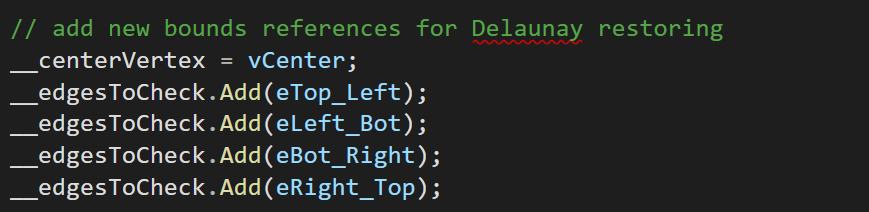 // add new bounds references for Delaunay restoring
__centerVertex = vCenter;
__edgesToCheck.Add(eTop_Left);
__edgesToCheck.Add(eLeft_Bot);
__edgesToCheck.Add(eBot_Right);
__edgesToCheck.Add(eRight_Top);